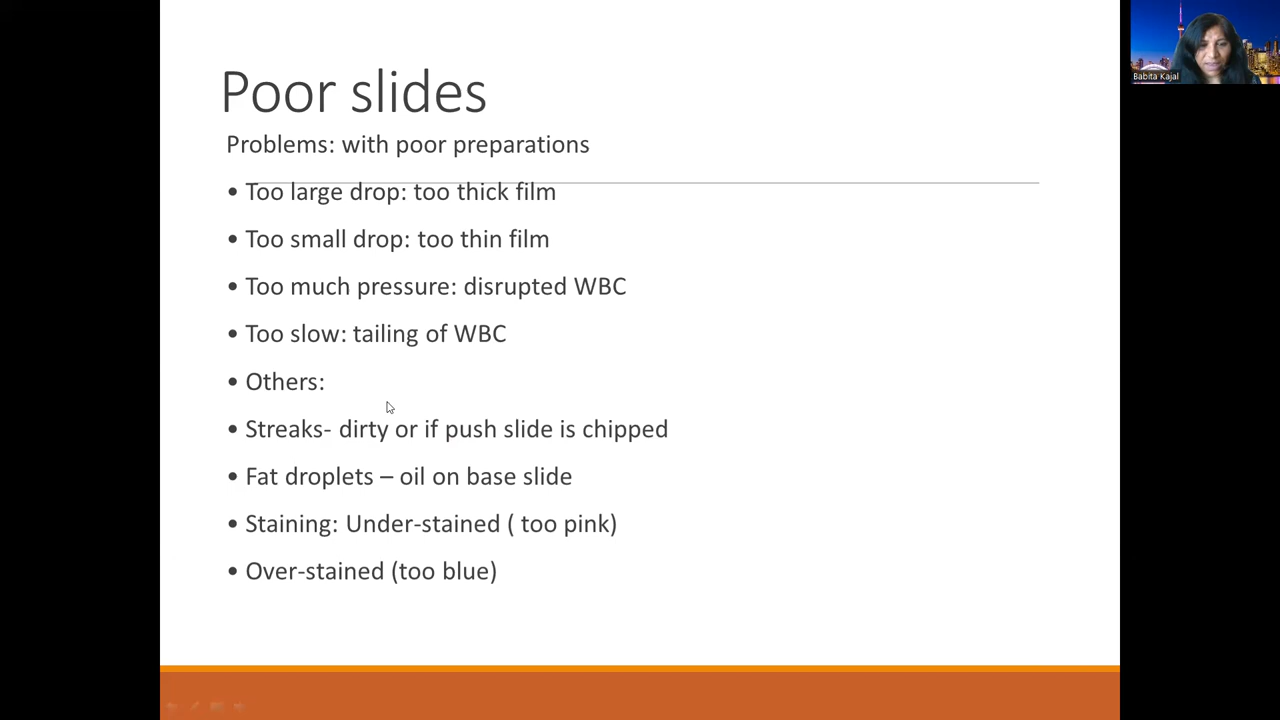 Poor slides
Problems: with poor preparations
• Too large drop: too thick film
• Too small drop: too thin film
• Too much pressure: disrupted WBC
• Too slow: tailing of WBC
• Others:
• Streaks- dirty or if push slide is chipped
• Fat droplets – oil on base slide
• Staining: Under-stained ( too pink)
• Over-stained (too blue)
Babita Kajal